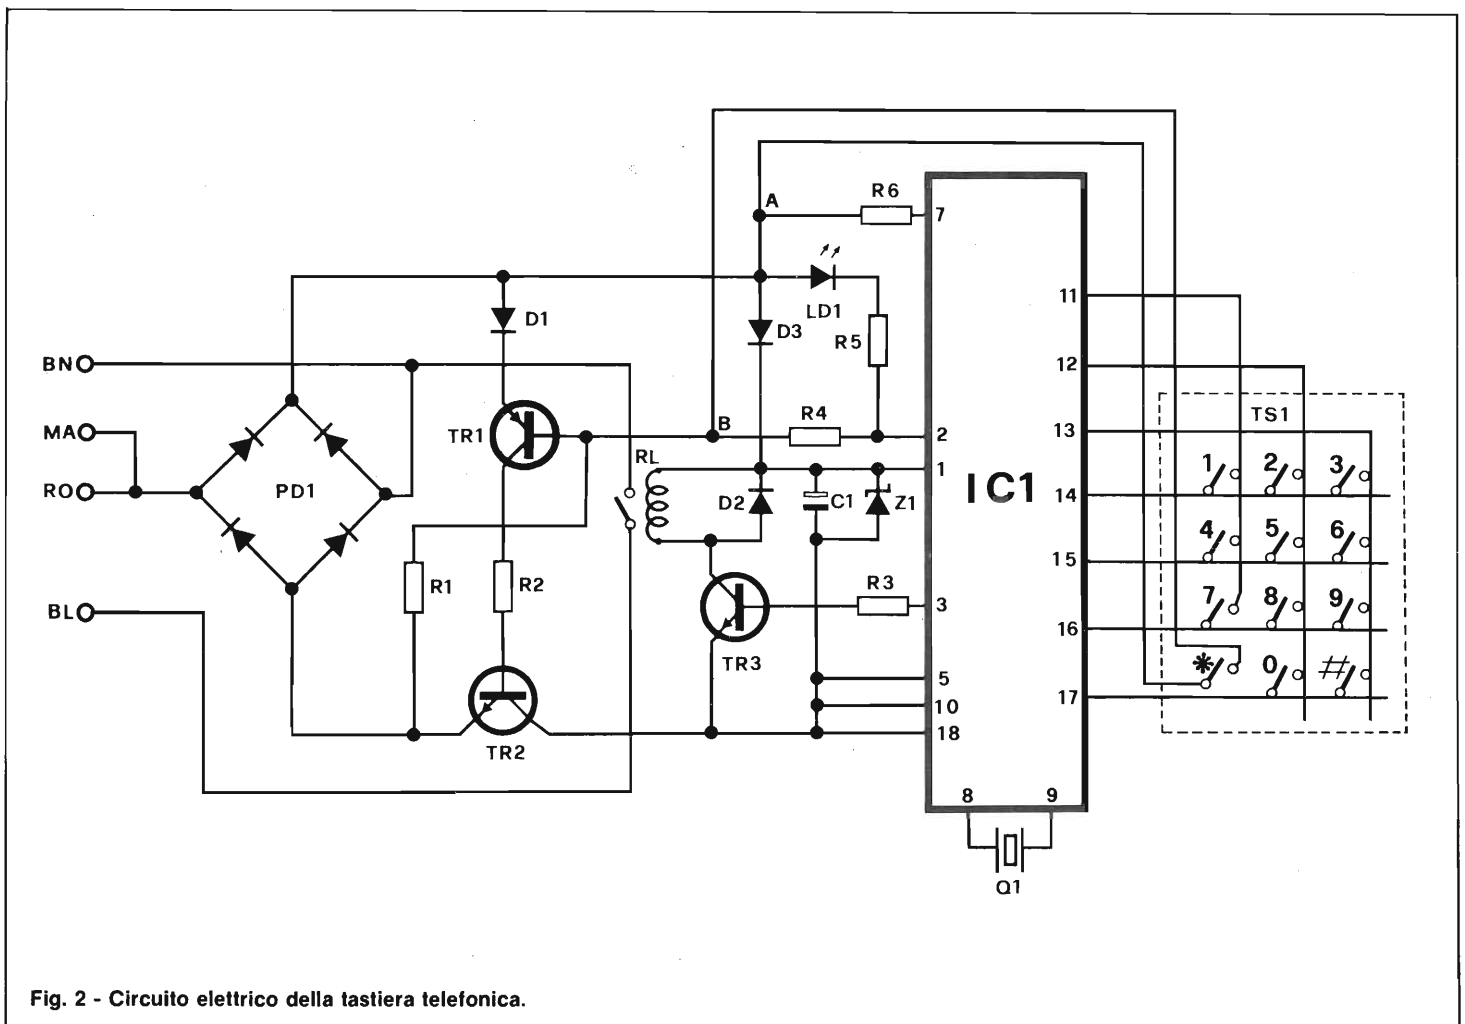 R6
A
7
11
LD1
D1
D3
R5
12
BN
TS1
R4
B
MA
TR1
2
13
1 2 3
RL
1
IC1
14
RO
PD1
D2
C1
Z1
4 5 6
15
R1
R2
R3
7 8 9
BL
3
16
TR3
* 0 #
5
17
10
18
TR2
8 9
Q1
Fig. 2 - Circuito elettrico della tastiera telefonica.